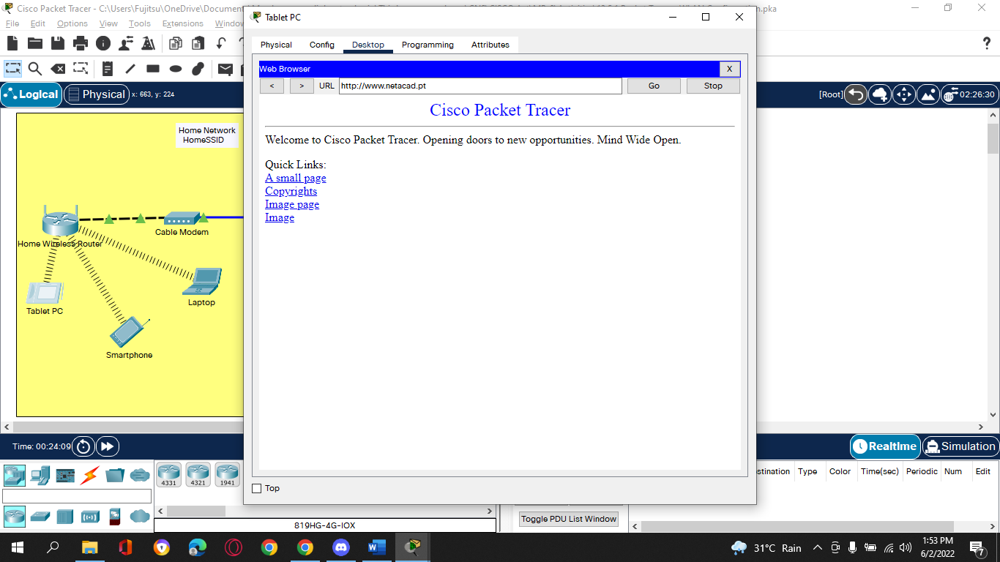 Cisco Packet Tracer - C:\Users\Fujitsu\OneDrive\Document
n.pka
File Edit Options View Tools Extensions Window
?
Logical Physical x: 663, y: 224
[Root] 02:26:30
Home Network
HomeSSID
Home Wireless Router
Cable Modem
Tablet PC
Laptop
Smartphone
Tablet PC
Physical Config Desktop Programming Attributes
Web Browser X
< > URL http://www.netacad.pt Go Stop
Cisco Packet Tracer
Welcome to Cisco Packet Tracer. Opening doors to new opportunities. Mind Wide Open.
Quick Links:
A small page
Copyrights
Image page
Image
Top
Time: 00:24:09
Realtime Simulation
4331 4321 1941
819HG-4G-IOX
stination Type Color Time(sec) Periodic Num Edit
Toggle PDU List Window
31°C Rain
1:53 PM
6/2/2022
7